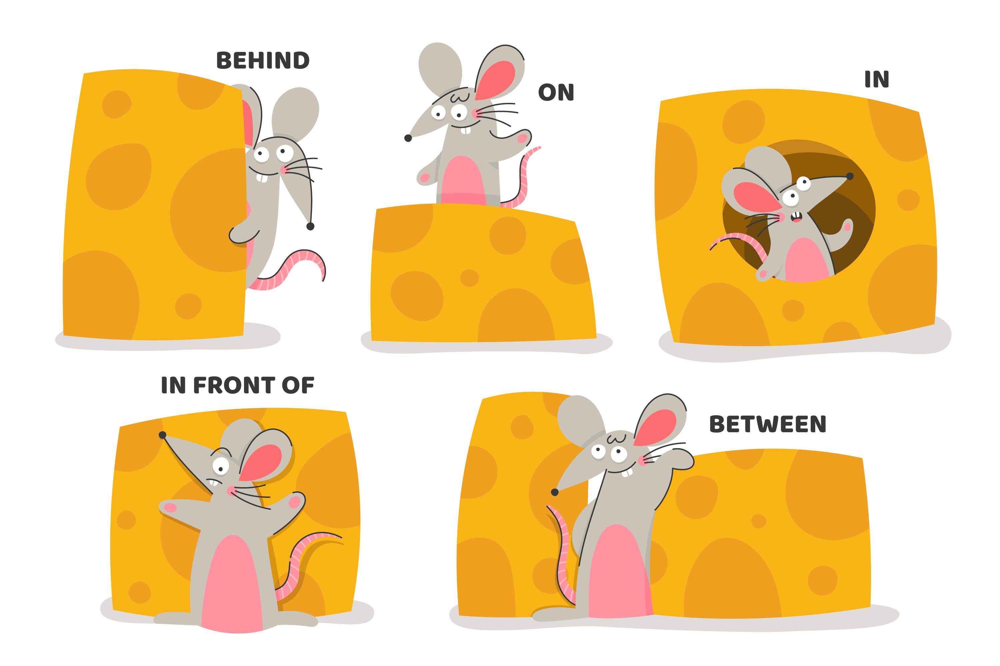 BEHIND
ON
IN
IN FRONT OF
BETWEEN